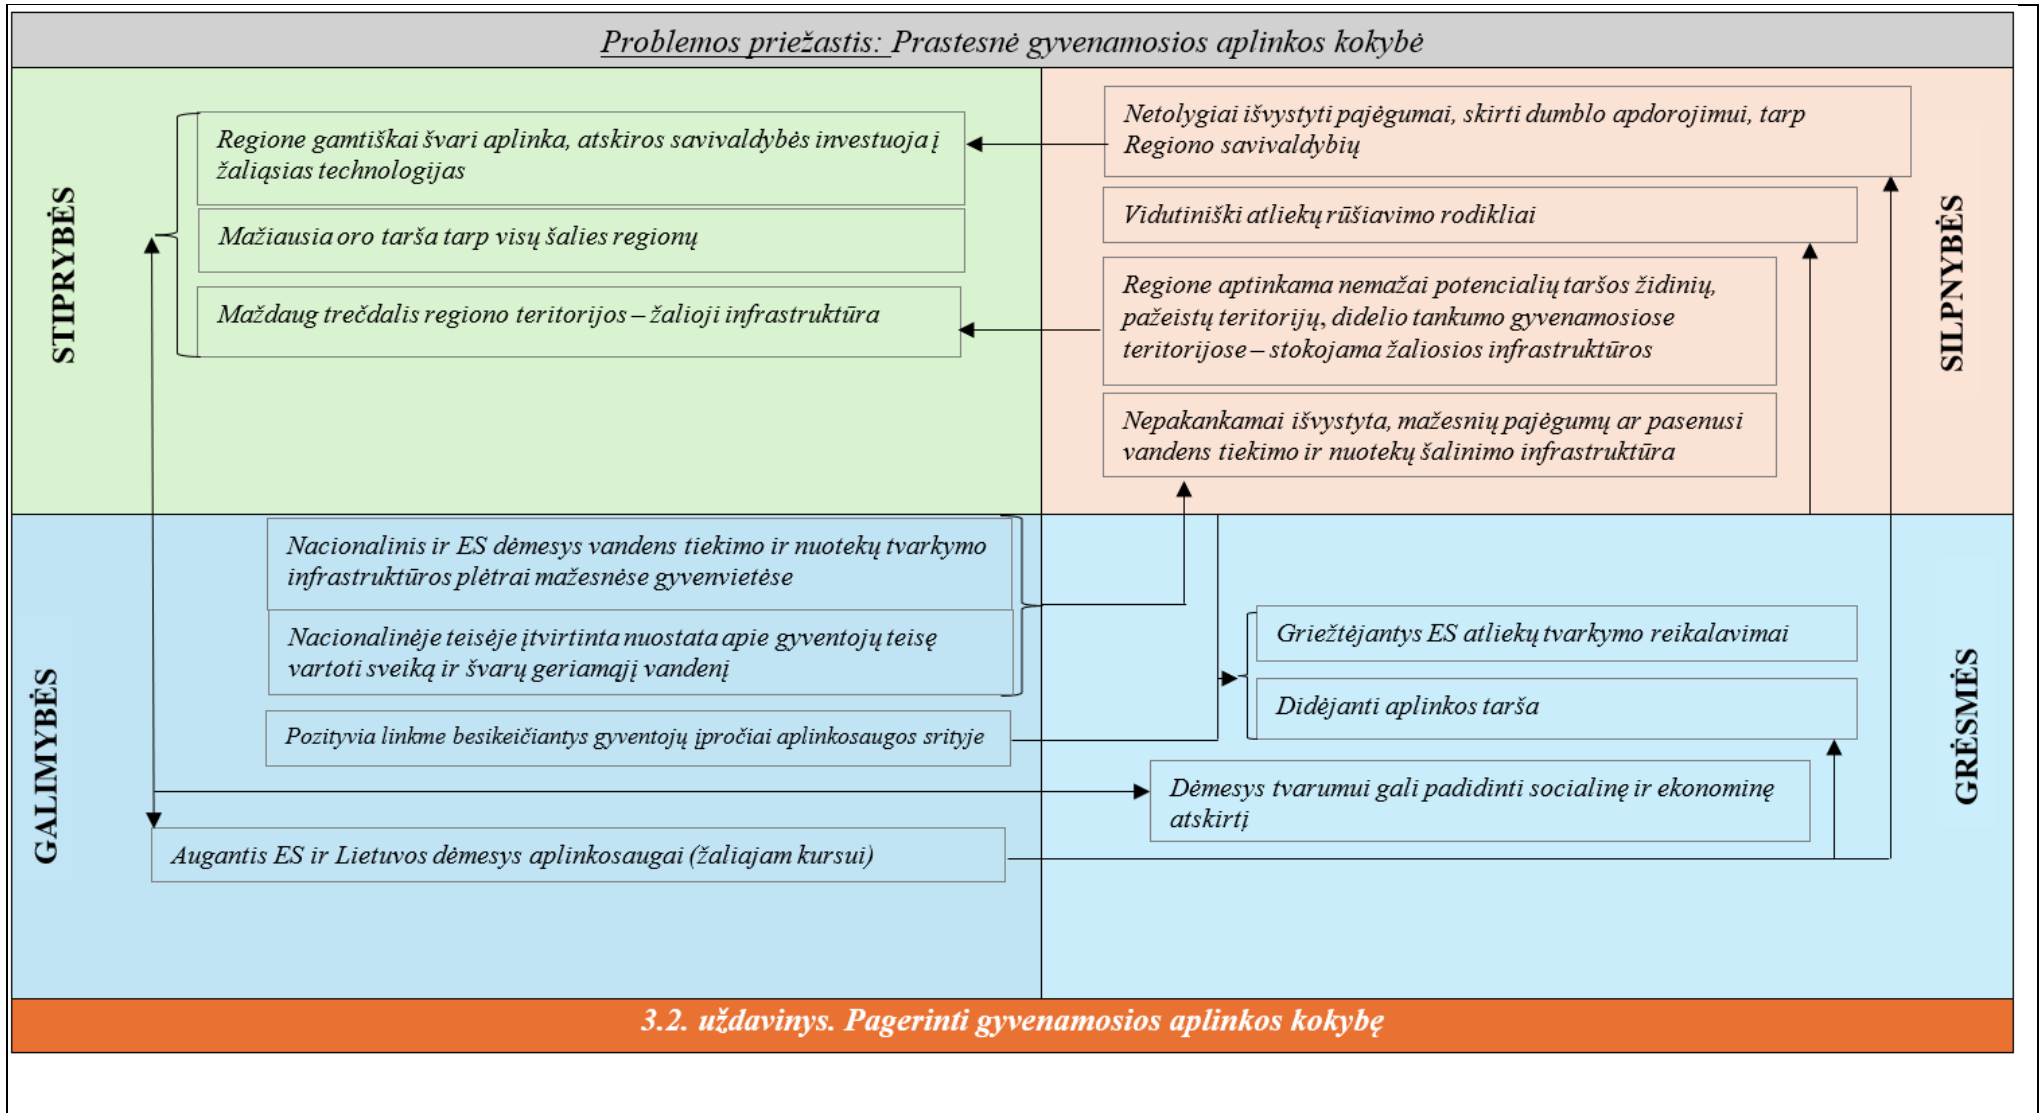 Problemos priežastis: Prastesnė gyvenamosios aplinkos kokybė
STIPRYBĖS
Regione gamtiškai švari aplinka, atskiros savivaldybės investuoja į
žaliąsias technologijas
Mažiausia oro tarša tarp visų šalies regionų
Maždaug trečdalis regiono teritorijos – žalioji infrastruktūra
SILPNYBĖS
Netolygiai išvystyti pajėgumai, skirti dumblo apdorojimui, tarp
Regiono savivaldybių
Vidutiniški atliekų rūšiavimo rodikliai
Regione aptinkama nemažai potencialių taršos židinių,
pažeistų teritorijų, didelio tankumo gyvenamosiose
teritorijose – stokojama žaliosios infrastruktūros
Nepakankamai išvystyta, mažesnių pajėgumų ar pasenusi
vandens tiekimo ir nuotekų šalinimo infrastruktūra
GALIMYBĖS
Nacionalinis ir ES dėmesys vandens tiekimo ir nuotekų tvarkymo
infrastruktūros plėtrai mažesnėse gyvenvietėse
Nacionalinėje teisėje įtvirtinta nuostata apie gyventojų teisę
vartoti sveiką ir švarų geriamąjį vandenį
Pozityvia linkme besikeičiantys gyventojų įpročiai aplinkosaugos srityje
Augantis ES ir Lietuvos dėmesys aplinkosaugai (žaliajam kursui)
GRĖSMĖS
Griežtėjantys ES atliekų tvarkymo reikalavimai
Didėjanti aplinkos tarša
Dėmesys tvarumui gali padidinti socialinę ir ekonominę
atskirtį
3.2. uždavinys. Pagerinti gyvenamosios aplinkos kokybę